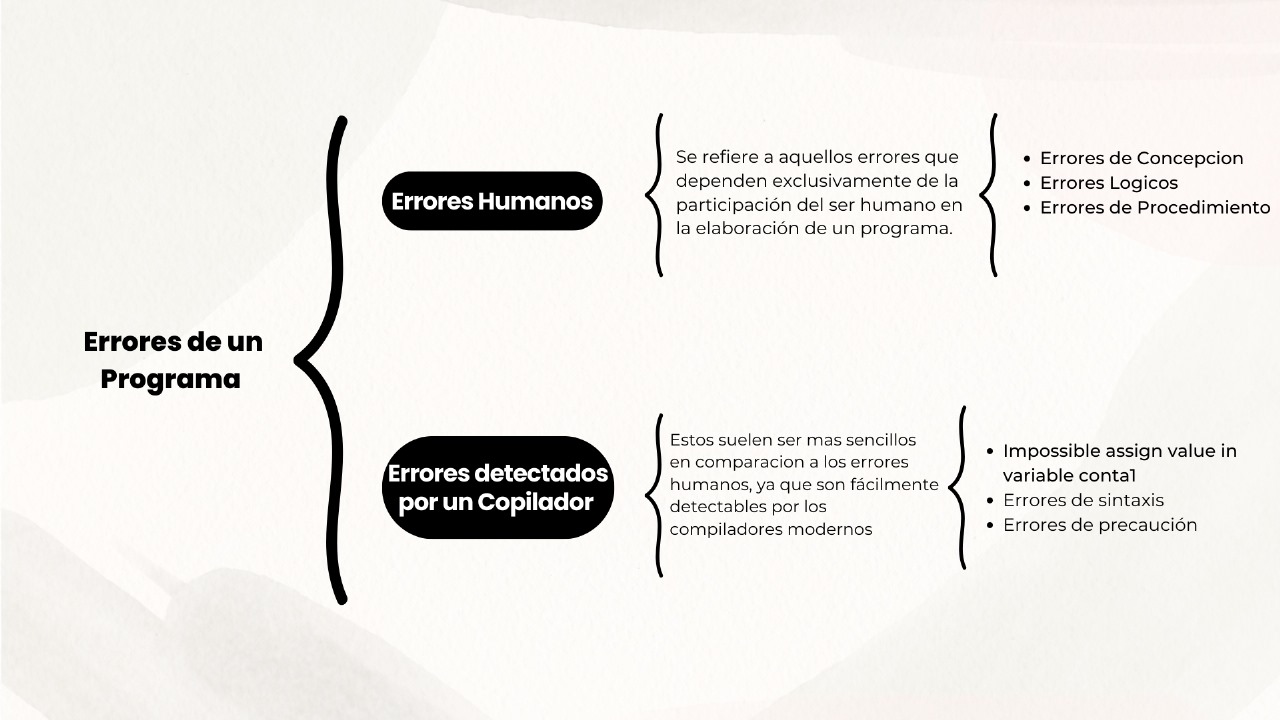 Errores de un
Programa
Errores Humanos
Se refiere a aquellos errores que
dependen exclusivamente de la
participación del ser humano en
la elaboración de un programa.
Errores de Concepcion
Errores Logicos
Errores de Procedimiento
Errores detectados
por un Copilador
Estos suelen ser mas sencillos
en comparacion a los errores
humanos, ya que son fácilmente
detectables por los
compiladores modernos
Impossible assign value in
variable conta1
Errores de sintaxis
Errores de precaución